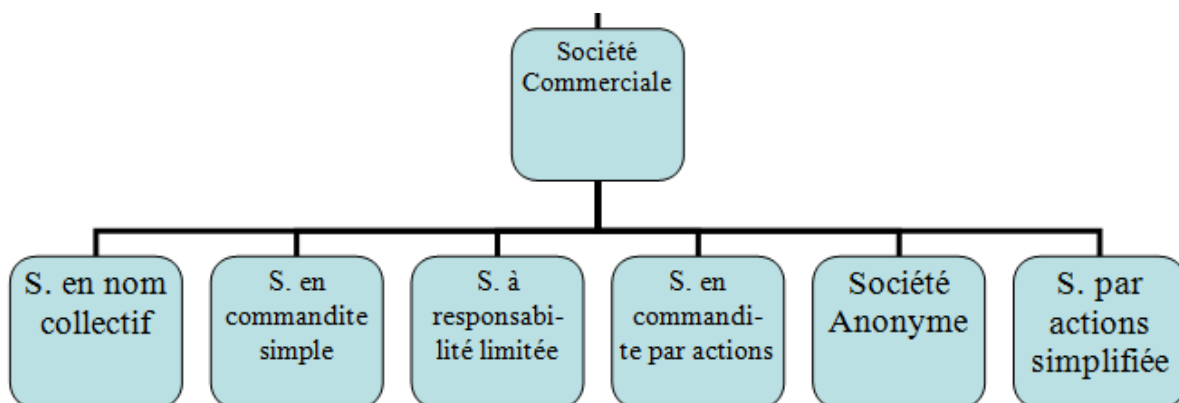 Société
Commerciale
S. en nom
collectif
S. en
commandite
simple
S. à
responsabi-
lité limitée
S. en
commandi-
te par actions
Société
Anonyme
S. par
actions
simplifiée